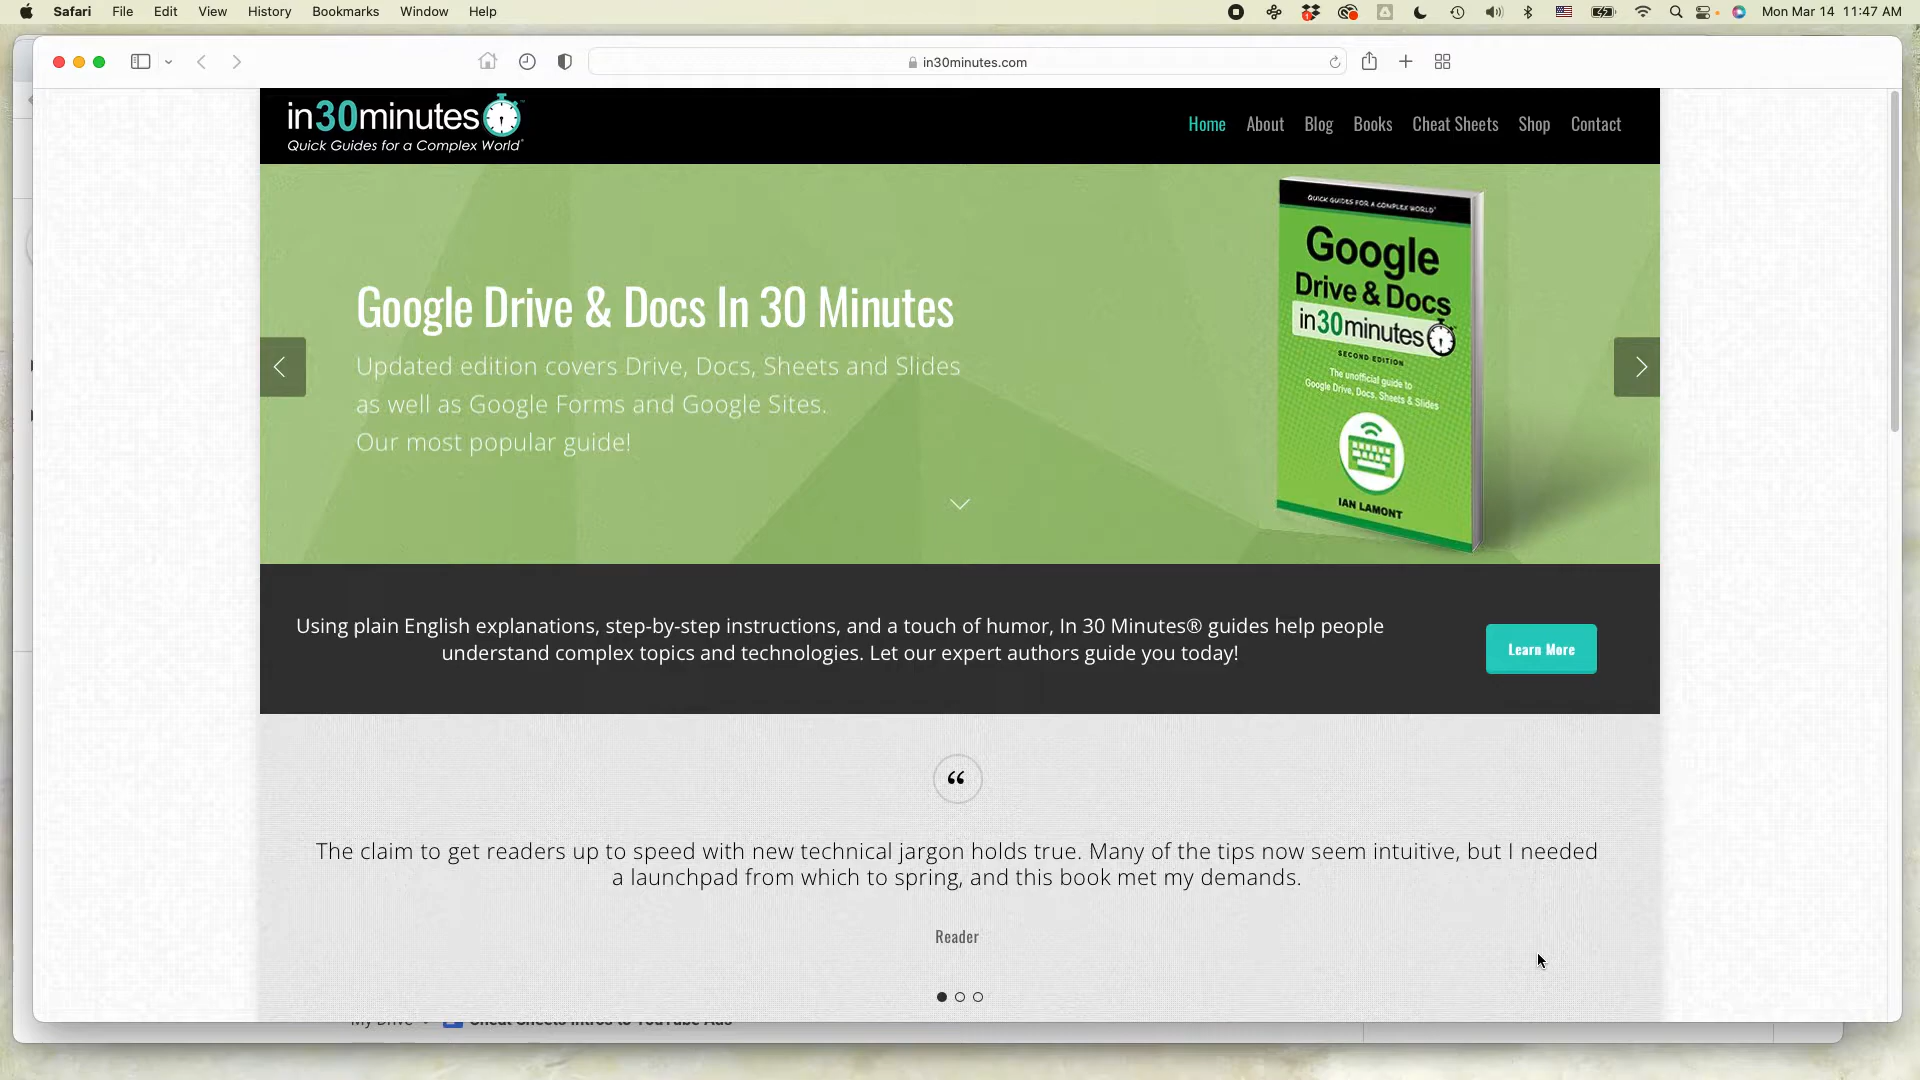 Safari File Edit View History Bookmarks Window Help
Mon Mar 14 11:47 AM
in30minutes.com
in30minutes™
Quick Guides for a Complex World®
Home About Blog Books Cheat Sheets Shop Contact
Google Drive & Docs In 30 Minutes
Updated edition covers Drive, Docs, Sheets and Slides
as well as Google Forms and Google Sites.
Our most popular guide!
QUICK GUIDES FOR A COMPLEX WORLD®
Google
Drive & Docs
in30minutes
SECOND EDITION
The unofficial guide to
Google Drive, Docs, Sheets & Slides
IAN LAMONT
Using plain English explanations, step-by-step instructions, and a touch of humor, In 30 Minutes® guides help people
understand complex topics and technologies. Let our expert authors guide you today!
Learn More
“
The claim to get readers up to speed with new technical jargon holds true. Many of the tips now seem intuitive, but I needed
a launchpad from which to spring, and this book met my demands.
Reader
My Drive Cheat Sheets Intros to YouTube Ads